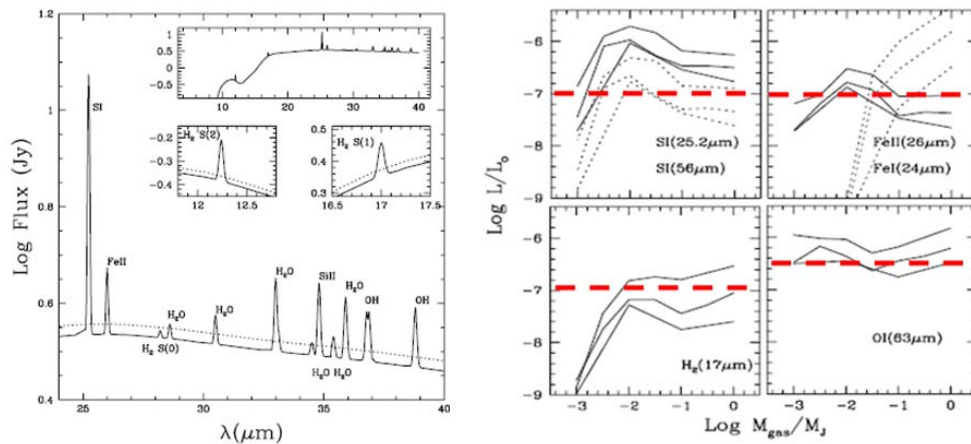 1.2
1.0
0.8
0.6
0.4
Log Flux (Jy)
25
30
35
40
λ(μm)
SI
FeII
H₂ S(0)
H₂O
H₂O
H₂O
SiII
H₂O
H₂O
H₂O
OH
OH
1
0.5
0
-0.5
10
20
30
40
H₂ S(2)
-0.2
-0.3
-0.4
12
12.5
H₂ S(1)
0.5
0.4
0.3
16.5
17
17.5
Log L/L⊙
-6
-7
-8
-9
SI(25.2μm)
SI(56μm)
FeII(26μm)
FeI(24μm)
-6
-7
-8
-9
H₂(17μm)
OI(63μm)
-3
-2
-1
0
-3
-2
-1
0
Log M_gas/M_J